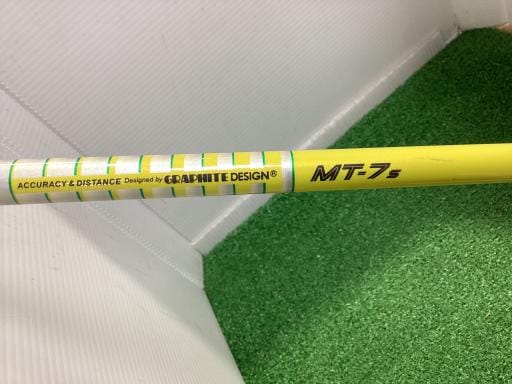 ACCURACY & DISTANCE Designed by GRAPHITE DESIGN® MT-7s